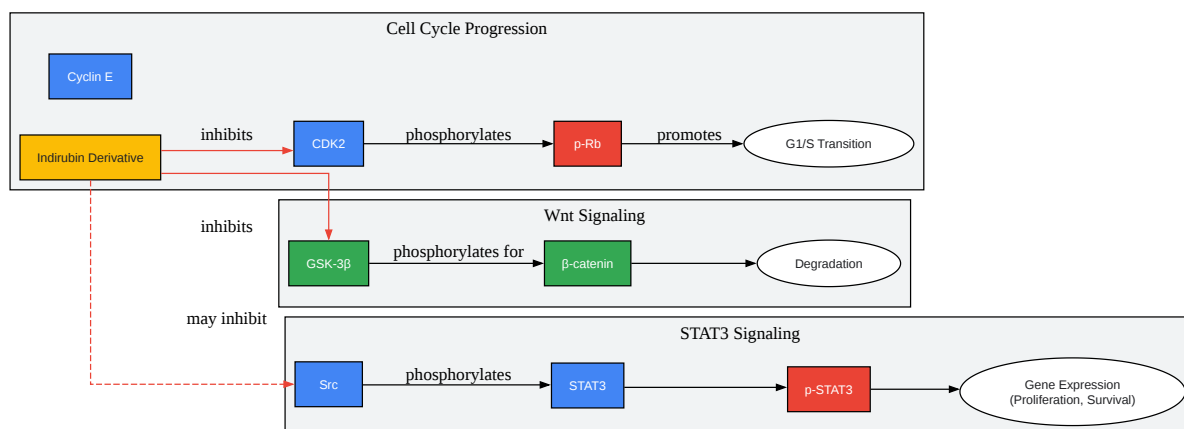 Cell Cycle Progression
Cyclin E
Indirubin Derivative
inhibits
CDK2
phosphorylates
p-Rb
promotes
G1/S Transition
Wnt Signaling
inhibits
GSK-3β
phosphorylates for
β-catenin
Degradation
may inhibit
STAT3 Signaling
Src
phosphorylates
STAT3
p-STAT3
Gene Expression
(Proliferation, Survival)